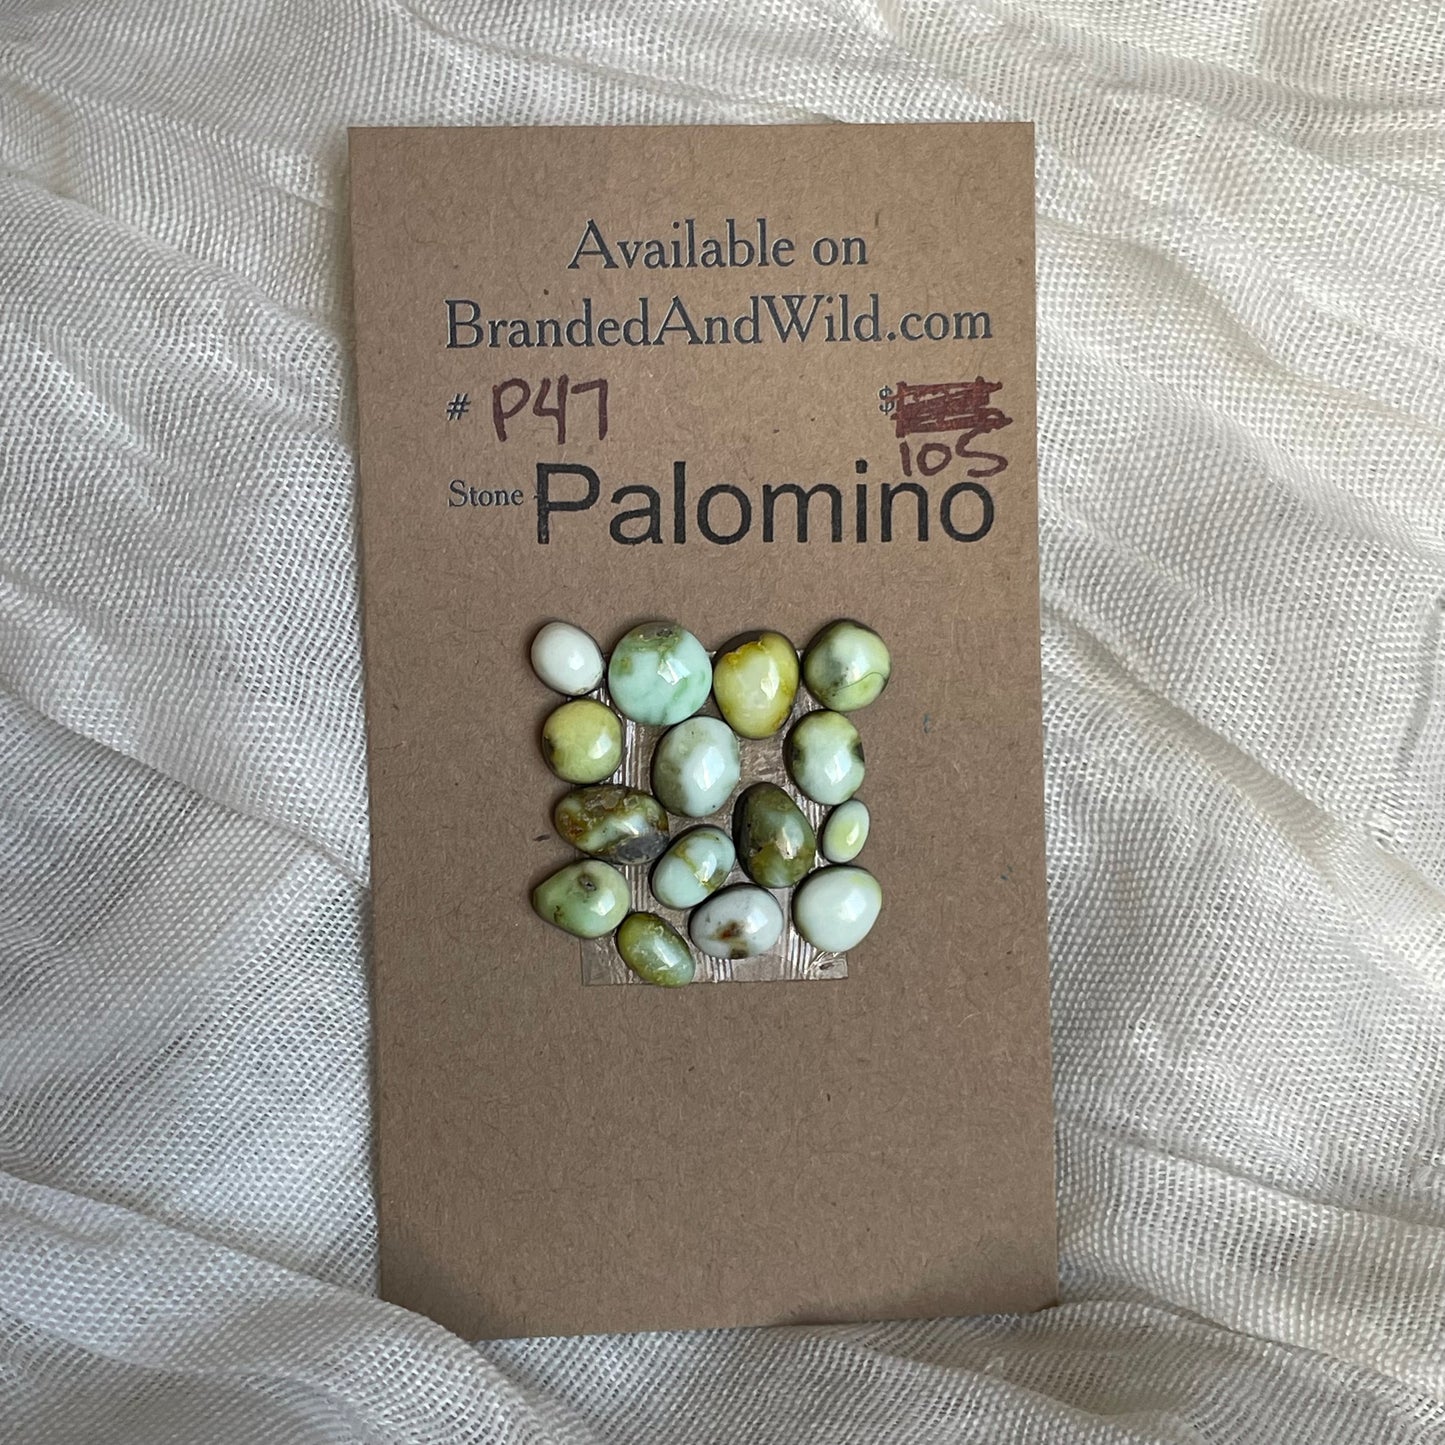 Available on
BrandedAndWild.com
# P47 $
105
Stone Palomino